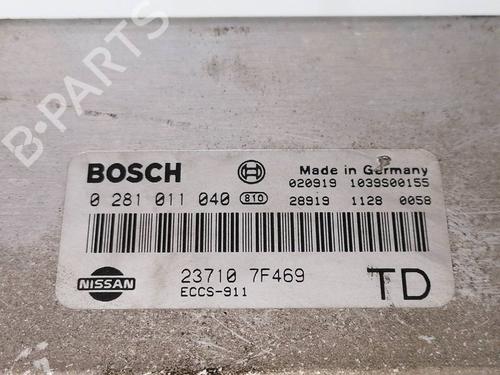 B-PARTS
BOSCH
Made in Germany
0 281 011 040 810
020919 1039S00155
28919 1128 0058
NISSAN
23710 7F469
ECCS-911
TD